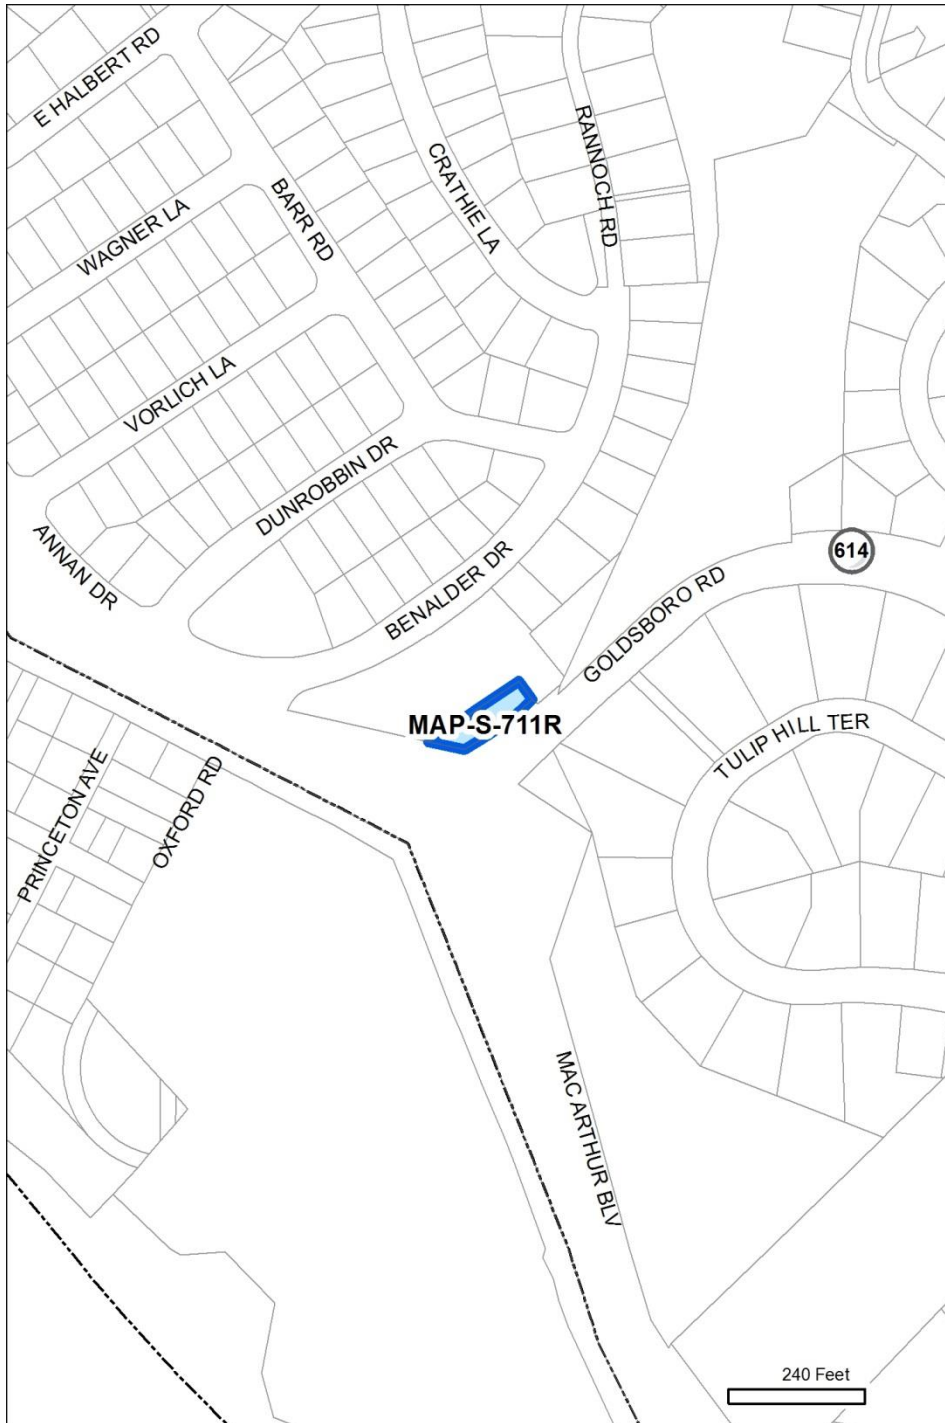 E HALBERT RD
RANNOCH RD
CRATHIE LA
BARR RD
WAGNER LA
VORLICH LA
DUNROBBIN DR
ANNAN DR
BENALDER DR
614
GOLDSBORO RD
MAP-S-711R
TULIP HILL TER
PRINCETON AVE
OXFORD RD
MAC ARTHUR BLV
240 Feet